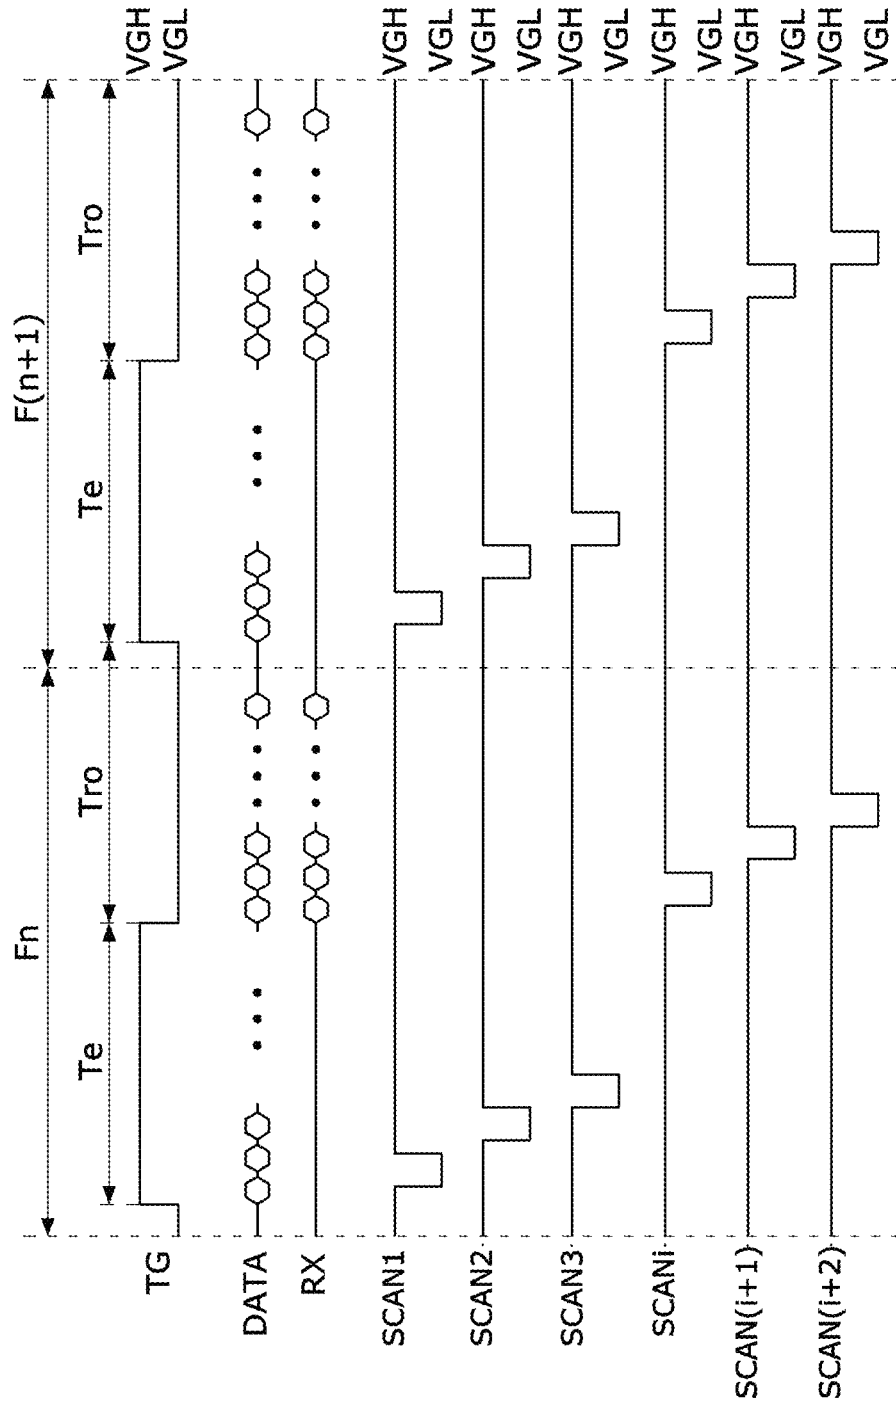 Fn F(n+1)
Te Tro Te Tro
TG VGH
VGL
DATA
RX
SCAN1 VGH
VGL
SCAN2 VGH
VGL
SCAN3 VGH
VGL
SCANi VGH
VGL
SCAN(i+1) VGH
VGL
SCAN(i+2) VGH
VGL